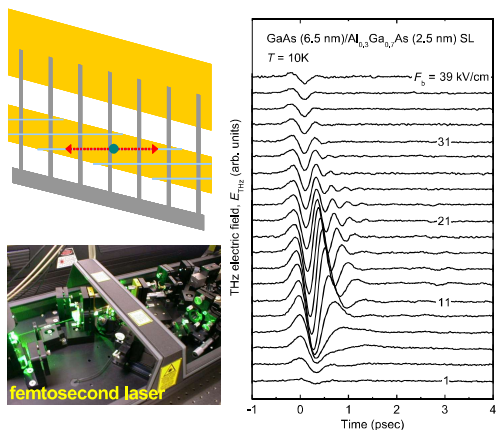 femtosecond laser
GaAs (6.5 nm)/Al0.3Ga0.7As (2.5 nm) SL
T = 10K
Fb = 39 kV/cm
31
21
11
1
THz electric field, ETHz (arb. units)
-1 0 1 2 3 4
Time (psec)